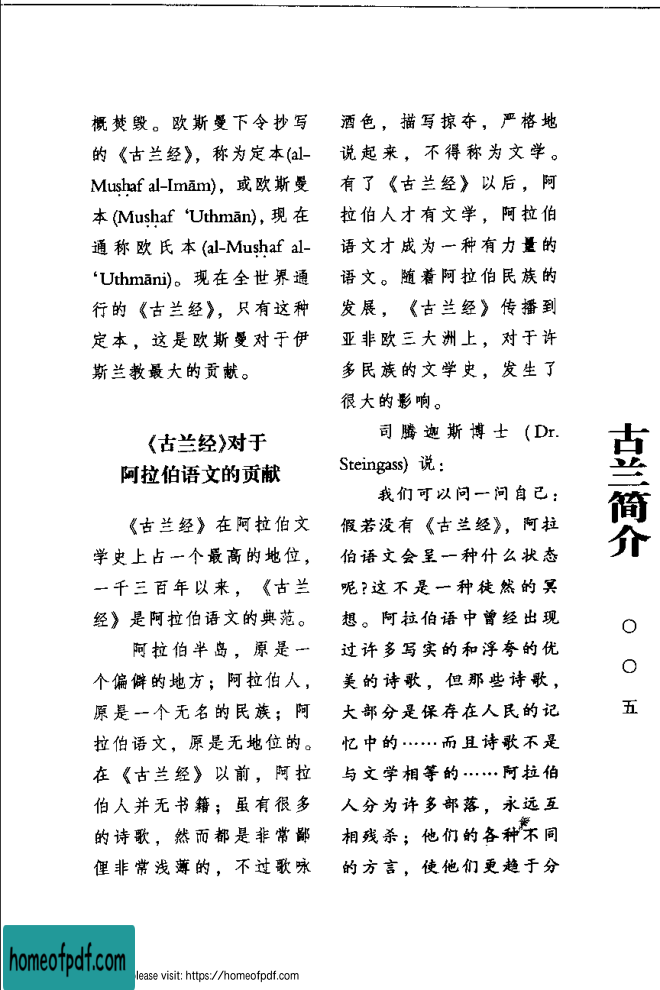 概焚毁。欧斯曼下令抄写
的《古兰经》，称为定本(al-
Muṣḥaf al-Imām)，或欧斯曼
本(Muṣḥaf ‘Uthmān)，现在
通称欧氏本(al-Muṣḥaf al-
‘Uthmāni)。现在全世界通
行的《古兰经》，只有这种
定本，这是欧斯曼对于伊
斯兰教最大的贡献。
《古兰经》对于
阿拉伯语文的贡献
《古兰经》在阿拉伯文
学史上占一个最高的地位，
一千三百年以来，《古兰
经》是阿拉伯语文的典范。
阿拉伯半岛，原是一
个偏僻的地方；阿拉伯人，
原是一个无名的民族；阿
拉伯语文，原是无地位的。
在《古兰经》以前，阿拉
伯人并无书籍；虽有很多
的诗歌，然而都是非常鄙
俚非常浅薄的，不过歌咏
酒色，描写掠夺，严格地
说起来，不得称为文学。
有了《古兰经》以后，阿
拉伯人才有文学，阿拉伯
语文才成为一种有力量的
语文。随着阿拉伯民族的
发展，《古兰经》传播到
亚非欧三大洲上，对于许
多民族的文学史，发生了
很大的影响。
司腾迦斯博士 (Dr.
Steingass) 说：
我们可以问一问自己：
假若没有《古兰经》，阿拉
伯语文会呈一种什么状态
呢?这不是一种徒然的冥
想。阿拉伯语中曾经出现
过许多写实的和浮夸的优
美的诗歌，但那些诗歌，
大部分是保存在人民的记
忆中的……而且诗歌不是
与文学相等的……阿拉伯
人分为许多部落，永远互
相残杀；他们的各种不同
的方言，使他们更趋于分
古兰简介
〇〇五
homeofpdf.com
lease visit: https://homeofpdf.com